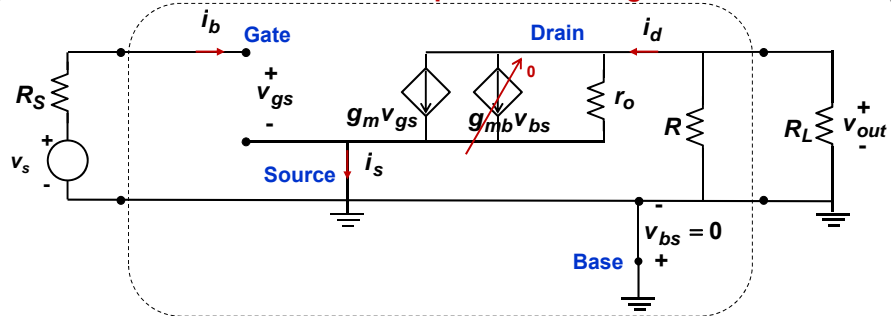 i_b
Gate
Drain
i_d
0
R_S
+
v_gs
-
g_m v_gs
g_mb v_bs
r_o
R
R_L
+
v_out
-
+
v_s
-
Source
i_s
-
v_bs = 0
Base
+